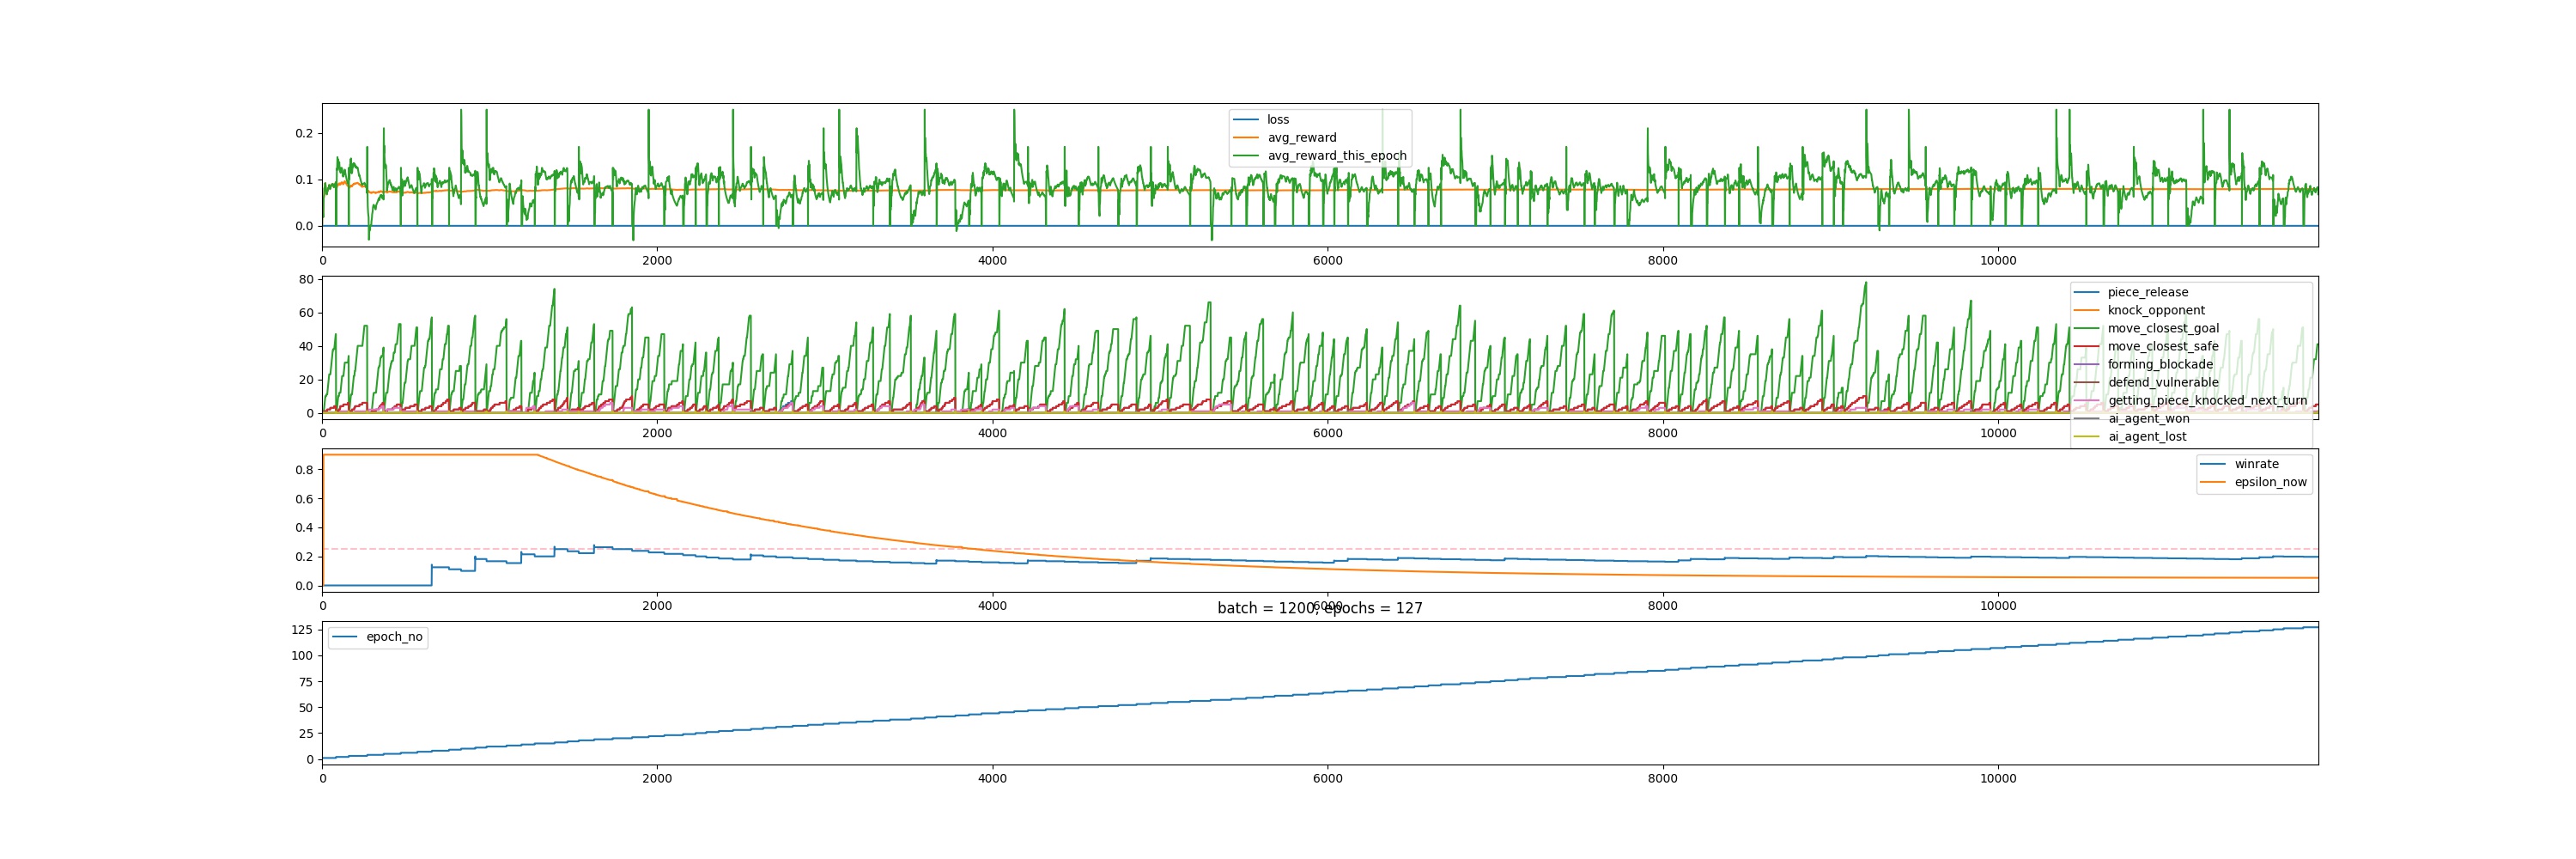 0.2
0.1
0.0
loss
avg_reward
avg_reward_this_epoch
0 2000 4000 6000 8000 10000
80
60
40
20
0
piece_release
knock_opponent
move_closest_goal
move_closest_safe
forming_blockade
defend_vulnerable
getting_piece_knocked_next_turn
ai_agent_won
ai_agent_lost
0 2000 4000 6000 8000 10000
0.8
0.6
0.4
0.2
0.0
winrate
epsilon_now
0 2000 4000 6000 8000 10000
batch = 1200, epochs = 127
125
100
75
50
25
0
epoch_no
0 2000 4000 6000 8000 10000